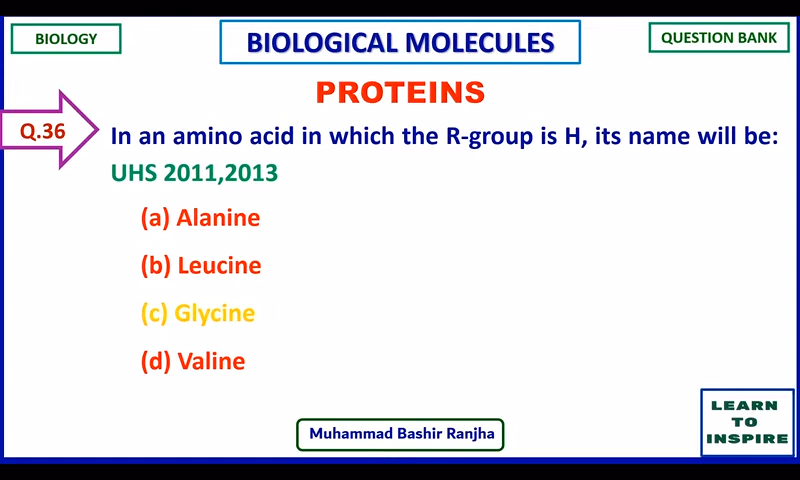 BIOLOGY
BIOLOGICAL MOLECULES
QUESTION BANK
PROTEINS
Q.36
In an amino acid in which the R-group is H, its name will be:
UHS 2011,2013
(a) Alanine
(b) Leucine
(c) Glycine
(d) Valine
Muhammad Bashir Ranjha
LEARN
TO
INSPIRE